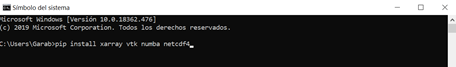 Símbolo del sistema
Microsoft Windows [Versión 10.0.18362.476]
(c) 2019 Microsoft Corporation. Todos los derechos reservados.
C:\Users\Garab>pip install xarray vtk numba netcdf4